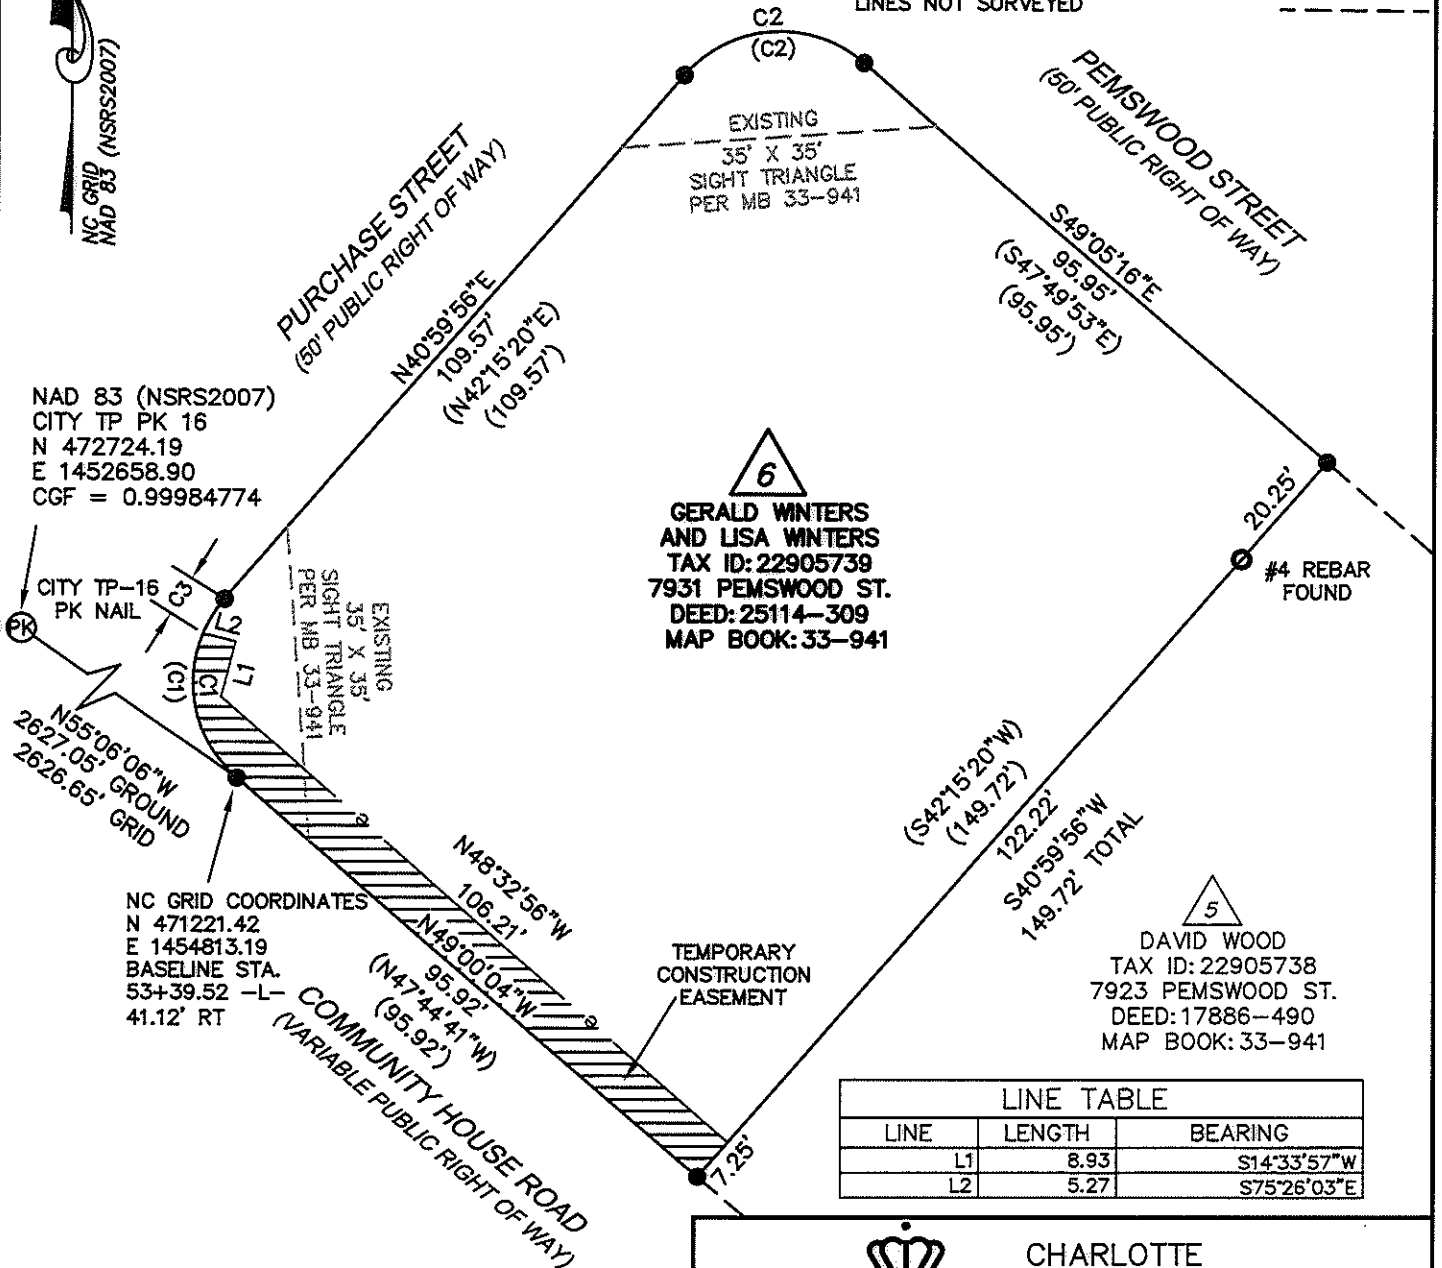 LINES NOT SURVEYED
NC GRID
NAD 83 (NSRS2007)
C2
(C2)
PEMSWOOD STREET
(50' PUBLIC RIGHT OF WAY)
EXISTING
35' X 35'
SIGHT TRIANGLE
PER MB 33-941
PURCHASE STREET
(50' PUBLIC RIGHT OF WAY)
S49°05'16"E
95.95'
(S47°49'53"E)
(95.95')
N40°59'56"E
109.57'
(N42°15'20"E)
(109.57')
NAD 83 (NSRS2007)
CITY TP PK 16
N 472724.19
E 1452658.90
CGF = 0.99984774
6
GERALD WINTERS
AND LISA WINTERS
TAX ID: 22905739
7931 PEMSWOOD ST.
DEED: 25114-309
MAP BOOK: 33-941
20.25'
#4 REBAR
FOUND
CITY TP-16
PK NAIL
PK
C3
L2
L1
C1
(C1)
EXISTING
35' X 35'
SIGHT TRIANGLE
PER MB 33-941
N55°06'06"W
2627.05' GROUND
2626.65' GRID
(S42°15'20"W)
(149.72')
122.22'
S40°59'56"W
149.72' TOTAL
NC GRID COORDINATES
N 471221.42
E 1454813.19
BASELINE STA.
53+39.52 -L-
41.12' RT
N48°32'56"W
106.21'
N49°00'04"W
95.92'
(N47°44'41"W)
(95.92')
TEMPORARY
CONSTRUCTION
EASEMENT
COMMUNITY HOUSE ROAD
(VARIABLE PUBLIC RIGHT OF WAY)
7.25'
5
DAVID WOOD
TAX ID: 22905738
7923 PEMSWOOD ST.
DEED: 17886-490
MAP BOOK: 33-941
LINE TABLE
LINE LENGTH BEARING
L1 8.93 S14°33'57"W
L2 5.27 S75°26'03"E
CHARLOTTE